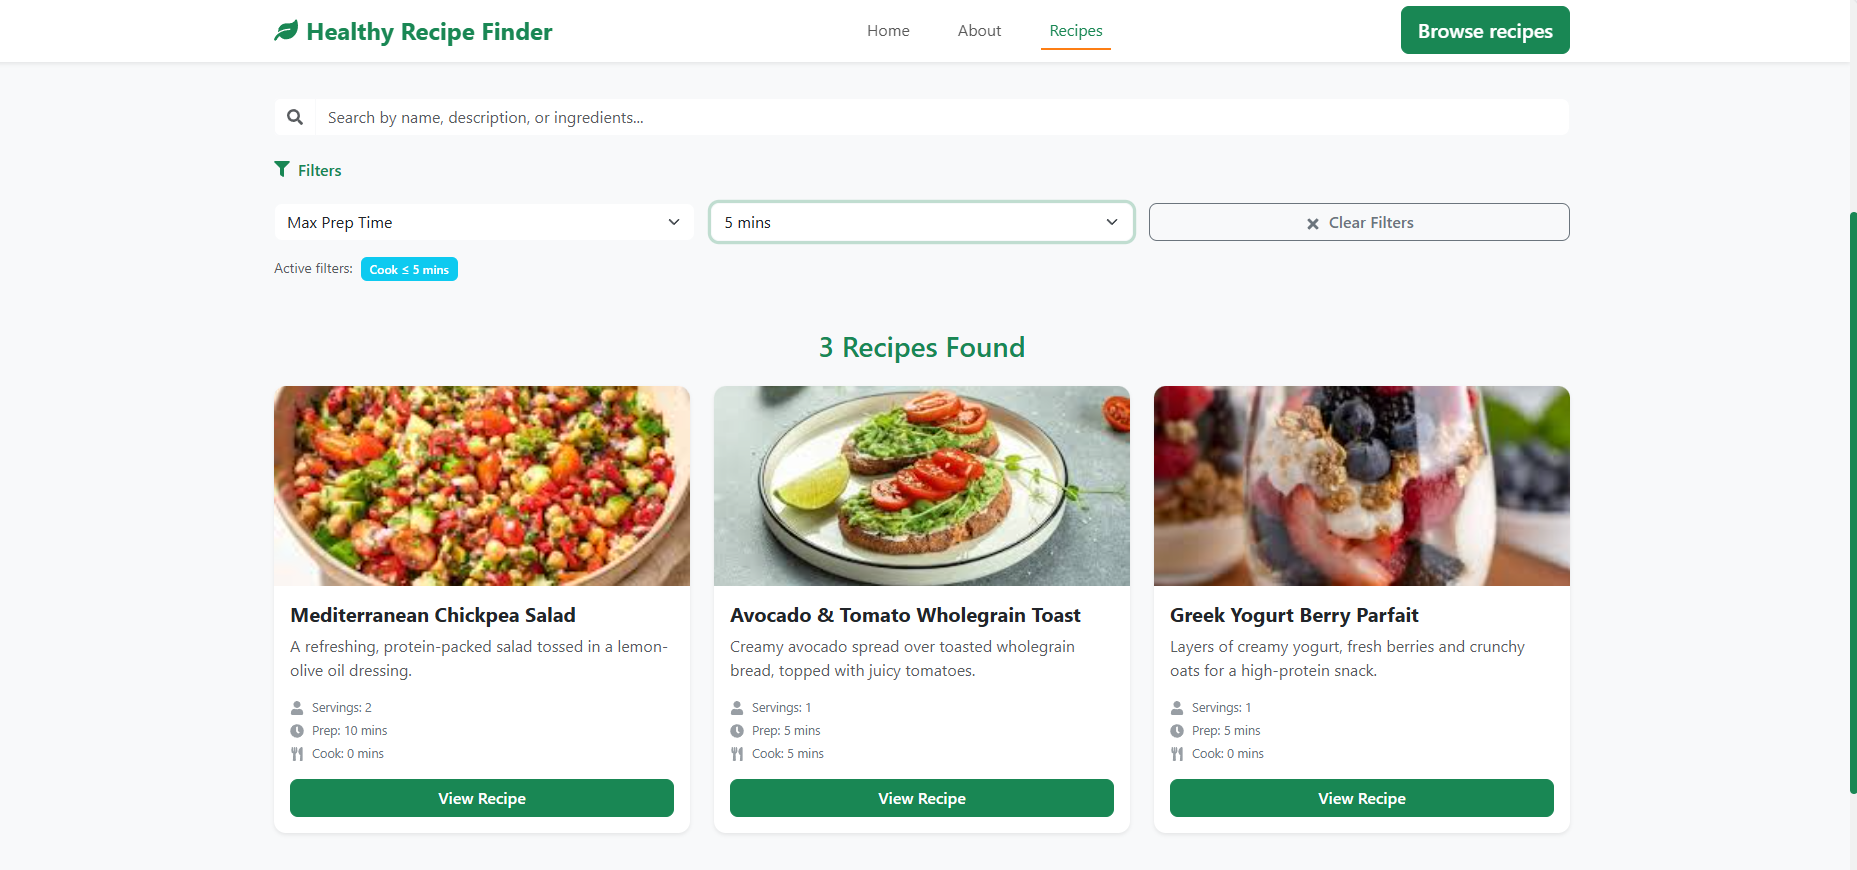 Healthy Recipe Finder
Home
About
Recipes
Browse recipes
Search by name, description, or ingredients...
Filters
Max Prep Time
5 mins
Clear Filters
Active filters: Cook ≤ 5 mins
3 Recipes Found
Mediterranean Chickpea Salad
A refreshing, protein-packed salad tossed in a lemon-
olive oil dressing.
Servings: 2
Prep: 10 mins
Cook: 0 mins
View Recipe
Avocado & Tomato Wholegrain Toast
Creamy avocado spread over toasted wholegrain
bread, topped with juicy tomatoes.
Servings: 1
Prep: 5 mins
Cook: 5 mins
View Recipe
Greek Yogurt Berry Parfait
Layers of creamy yogurt, fresh berries and crunchy
oats for a high-protein snack.
Servings: 1
Prep: 5 mins
Cook: 0 mins
View Recipe